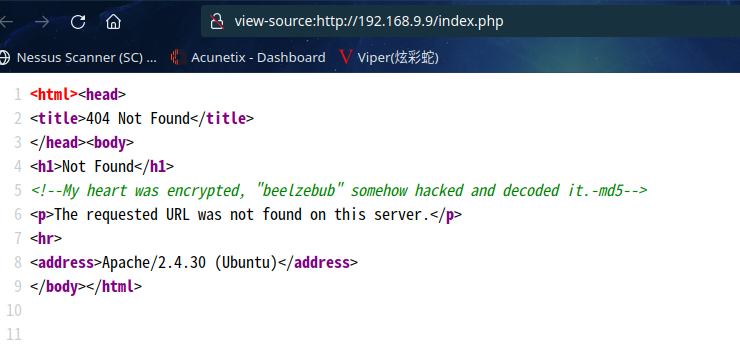 view-source:http://192.168.9.9/index.php
Nessus Scanner (SC) ... Acunetix - Dashboard V Viper(炫彩蛇)
1 <html><head>
2 <title>404 Not Found</title>
3 </head><body>
4 <h1>Not Found</h1>
5 <!--My heart was encrypted, "beelzebub" somehow hacked and decoded it.-md5-->
6 <p>The requested URL was not found on this server.</p>
7 <hr>
8 <address>Apache/2.4.30 (Ubuntu)</address>
9 </body></html>
10
11